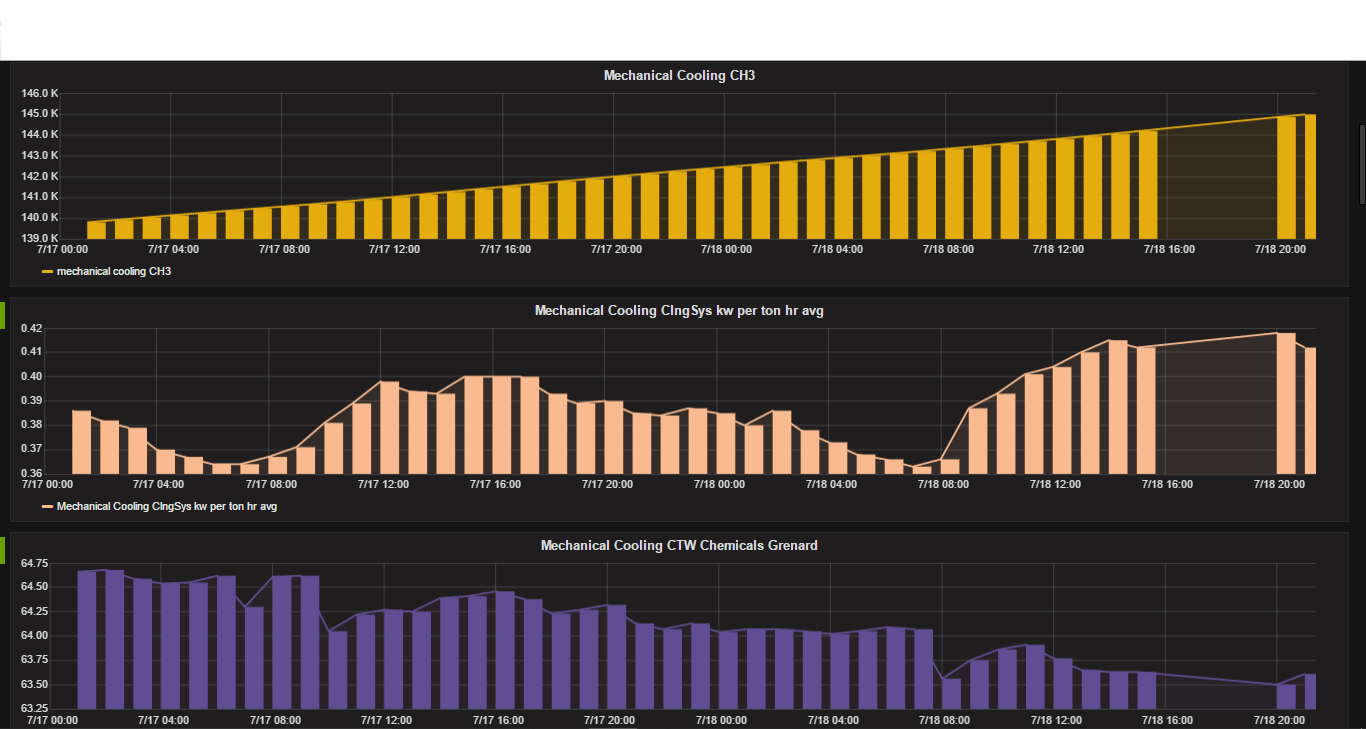 Mechanical Cooling CH3
146.0 K
145.0 K
144.0 K
143.0 K
142.0 K
141.0 K
140.0 K
139.0 K
7/17 00:00 7/17 04:00 7/17 08:00 7/17 12:00 7/17 16:00 7/17 20:00 7/18 00:00 7/18 04:00 7/18 08:00 7/18 12:00 7/18 16:00 7/18 20:00
mechanical cooling CH3
Mechanical Cooling ClngSys kw per ton hr avg
0.42
0.41
0.40
0.39
0.38
0.37
0.36
7/17 00:00 7/17 04:00 7/17 08:00 7/17 12:00 7/17 16:00 7/17 20:00 7/18 00:00 7/18 04:00 7/18 08:00 7/18 12:00 7/18 16:00 7/18 20:00
Mechanical Cooling ClngSys kw per ton hr avg
Mechanical Cooling CTW Chemicals Grenard
64.75
64.50
64.25
64.00
63.75
63.50
63.25
7/17 00:00 7/17 04:00 7/17 08:00 7/17 12:00 7/17 16:00 7/17 20:00 7/18 00:00 7/18 04:00 7/18 08:00 7/18 12:00 7/18 16:00 7/18 20:00